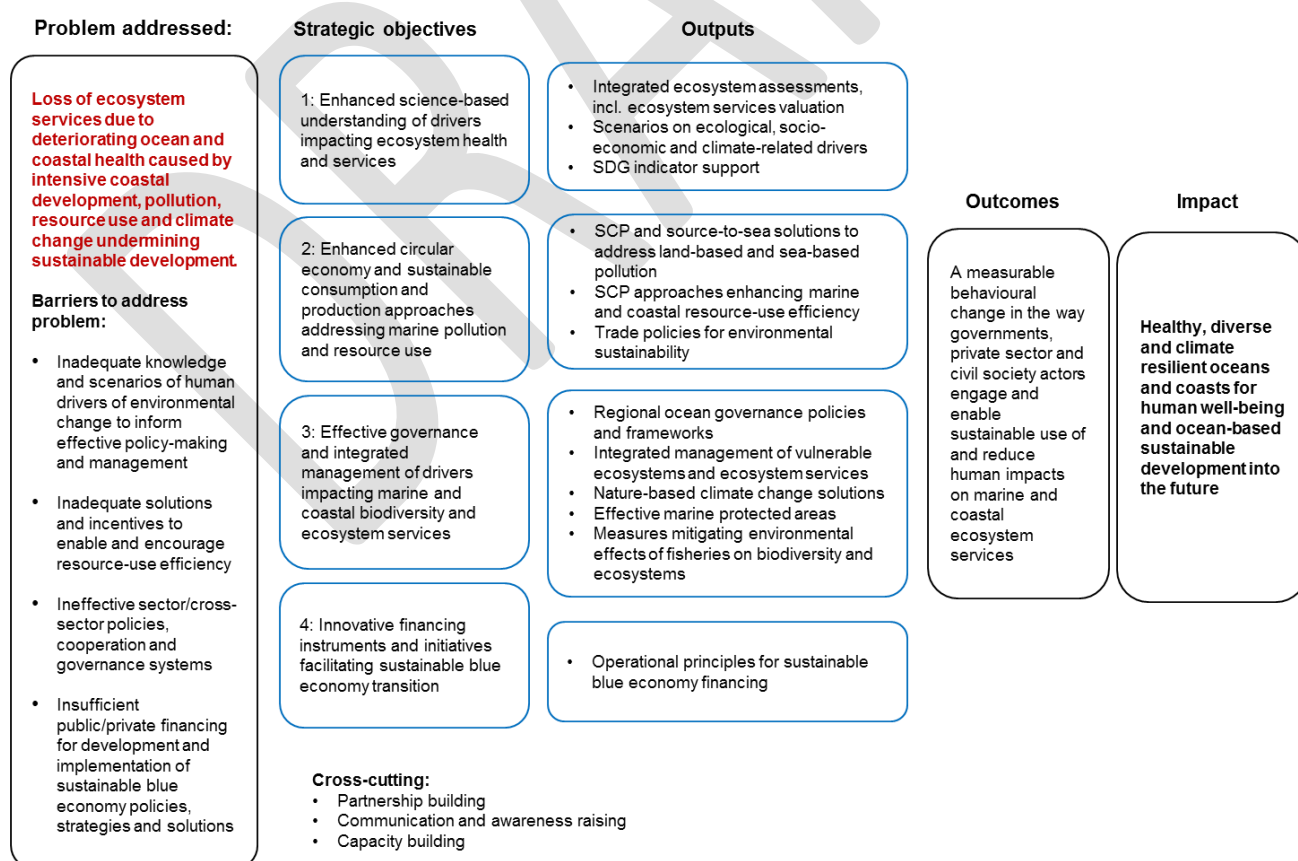 Problem addressed:
Loss of ecosystem
services due to
deteriorating ocean and
coastal health caused by
intensive coastal
development, pollution,
resource use and climate
change undermining
sustainable development.
Barriers to address
problem:
• Inadequate knowledge
and scenarios of human
drivers of environmental
change to inform
effective policy-making
and management
• Inadequate solutions
and incentives to
enable and encourage
resource-use efficiency
• Ineffective sector/cross-
sector policies,
cooperation and
governance systems
• Insufficient
public/private financing
for development and
implementation of
sustainable blue
economy policies,
strategies and solutions
Strategic objectives
1: Enhanced science-based
understanding of drivers
impacting ecosystem health
and services
2: Enhanced circular
economy and sustainable
consumption and
production approaches
addressing marine pollution
and resource use
3: Effective governance
and integrated
management of drivers
impacting marine and
coastal biodiversity and
ecosystem services
4: Innovative financing
instruments and initiatives
facilitating sustainable blue
economy transition
Outputs
• Integrated ecosystem assessments,
incl. ecosystem services valuation
• Scenarios on ecological, socio-
economic and climate-related drivers
• SDG indicator support
• SCP and source-to-sea solutions to
address land-based and sea-based
pollution
• SCP approaches enhancing marine
and coastal resource-use efficiency
• Trade policies for environmental
sustainability
• Regional ocean governance policies
and frameworks
• Integrated management of vulnerable
ecosystems and ecosystem services
• Nature-based climate change solutions
• Effective marine protected areas
• Measures mitigating environmental
effects of fisheries on biodiversity and
ecosystems
• Operational principles for sustainable
blue economy financing
Outcomes
A measurable
behavioural
change in the way
governments,
private sector and
civil society actors
engage and
enable
sustainable use of
and reduce
human impacts
on marine and
coastal
ecosystem
services
Impact
Healthy, diverse
and climate
resilient oceans
and coasts for
human well-being
and ocean-based
sustainable
development into
the future
Cross-cutting:
• Partnership building
• Communication and awareness raising
• Capacity building
DRA